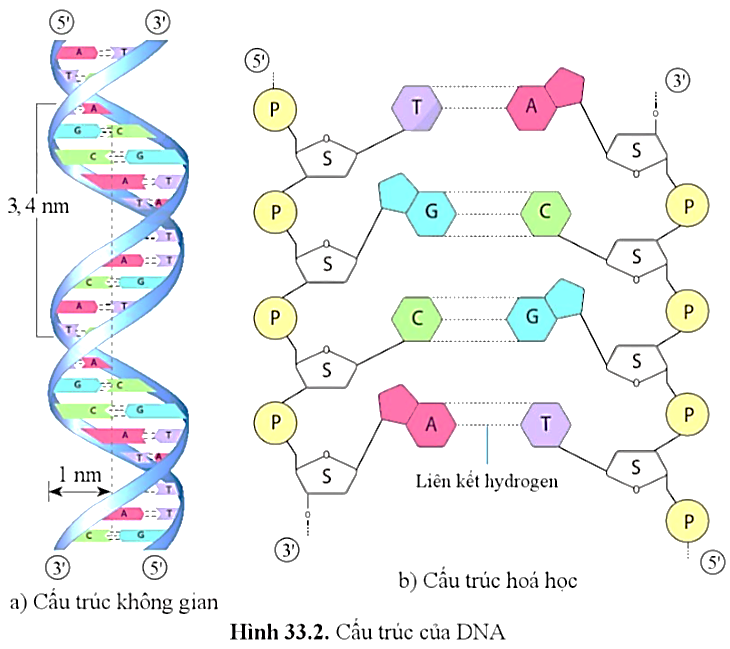 5' 3'
A T
T
A
G C
C G
A T
T A
3,4 nm
T
A T
C G
A T
T
A
G C
C G
A T
T A
1 nm
T
A T
C G
3' 5'
a) Cấu trúc không gian
5'
3'
P T A
S S
P G C P
S S
P C G P
S S
P A T P
Liên kết hydrogen
S S
P
3'
5'
b) Cấu trúc hoá học
Hình 33.2. Cấu trúc của DNA